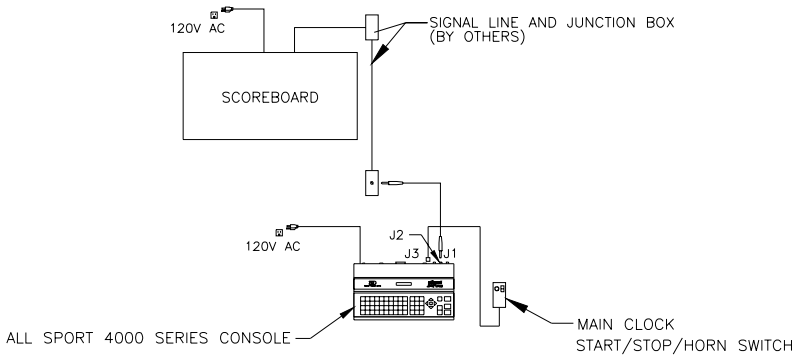 SIGNAL LINE AND JUNCTION BOX
(BY OTHERS)
120V AC
SCOREBOARD
120V AC
J2
J3
J1
ALL SPORT 4000 SERIES CONSOLE
MAIN CLOCK
START/STOP/HORN SWITCH